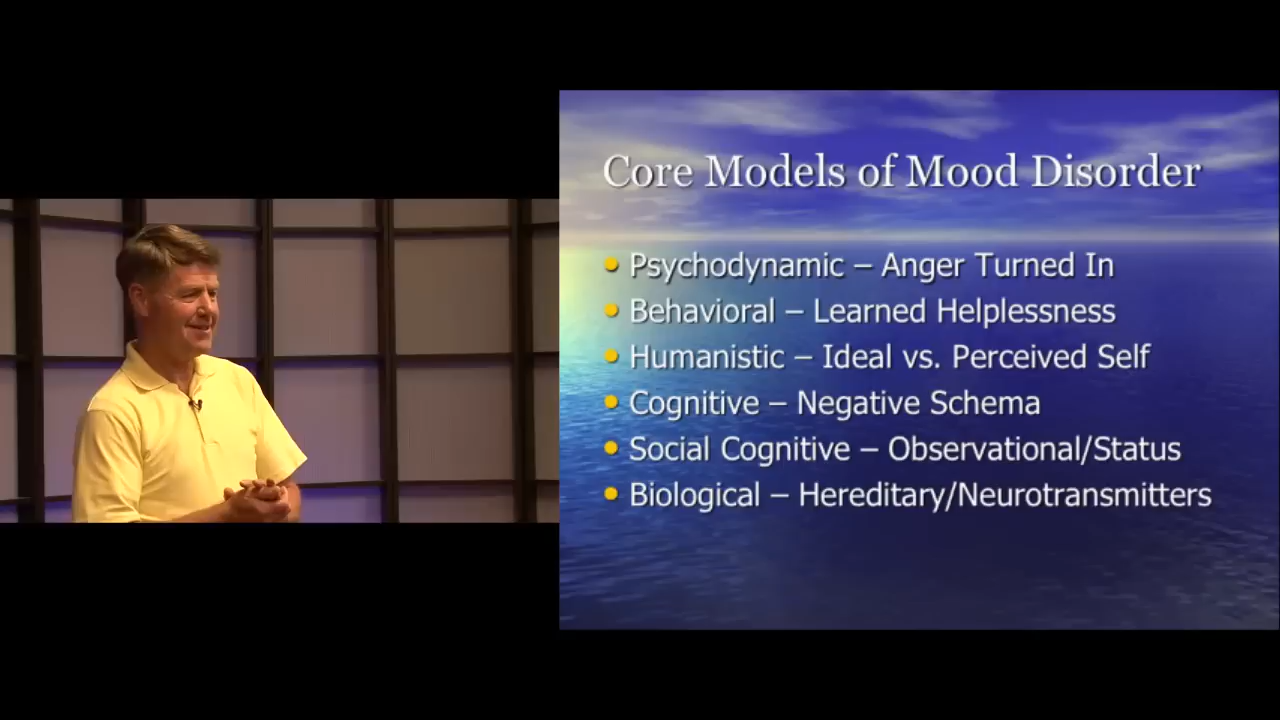 Core Models of Mood Disorder
• Psychodynamic – Anger Turned In
• Behavioral – Learned Helplessness
• Humanistic – Ideal vs. Perceived Self
• Cognitive – Negative Schema
• Social Cognitive – Observational/Status
• Biological – Hereditary/Neurotransmitters